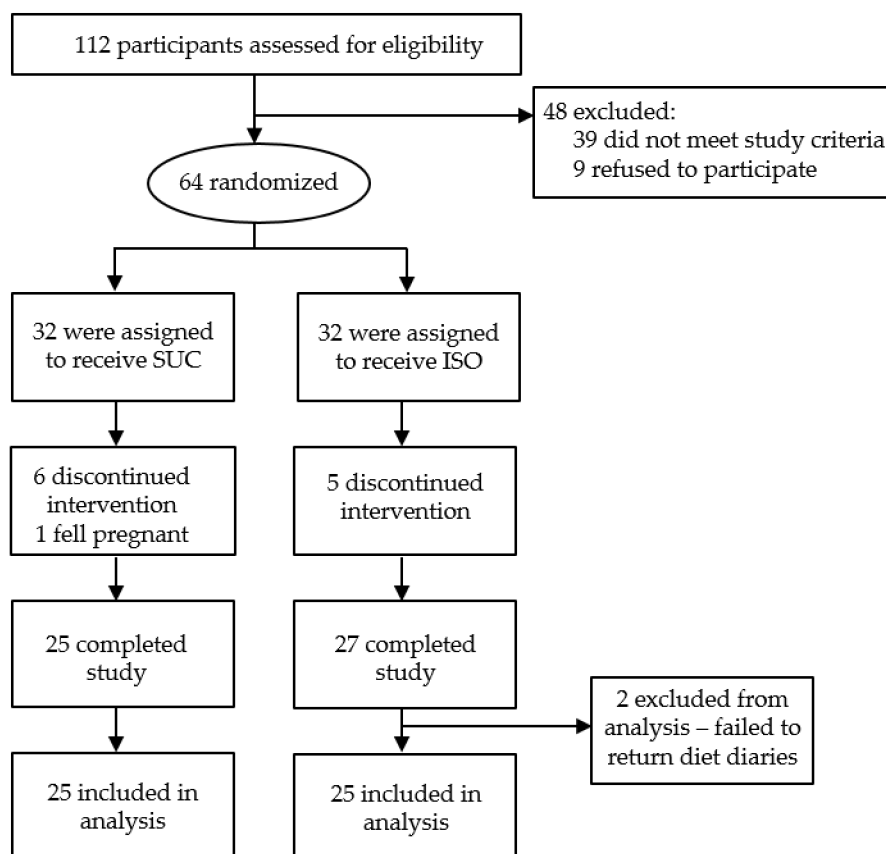 112 participants assessed for eligibility
48 excluded:
39 did not meet study criteria
9 refused to participate
64 randomized
32 were assigned
to receive SUC
32 were assigned
to receive ISO
6 discontinued
intervention
1 fell pregnant
5 discontinued
intervention
25 completed
study
27 completed
study
2 excluded from
analysis – failed to
return diet diaries
25 included in
analysis
25 included in
analysis